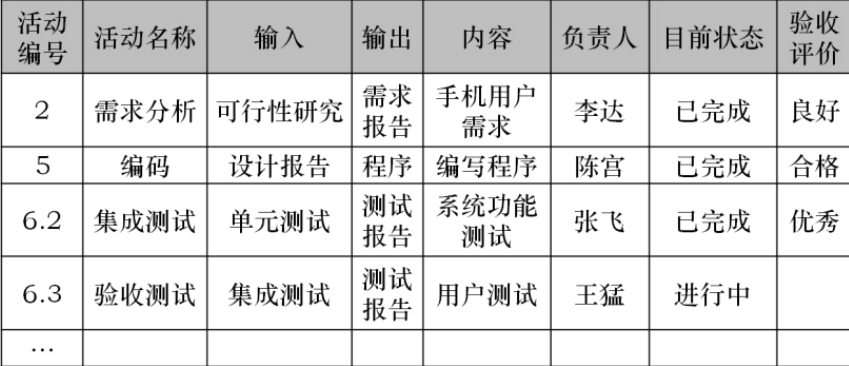 活动编号 活动名称 输入 输出 内容 负责人 目前状态 验收评价
2 需求分析 可行性研究 需求报告 手机用户需求 李达 已完成 良好
5 编码 设计报告 程序 编写程序 陈宫 已完成 合格
6.2 集成测试 单元测试 测试报告 系统功能测试 张飞 已完成 优秀
6.3 验收测试 集成测试 测试报告 用户测试 王猛 进行中
…